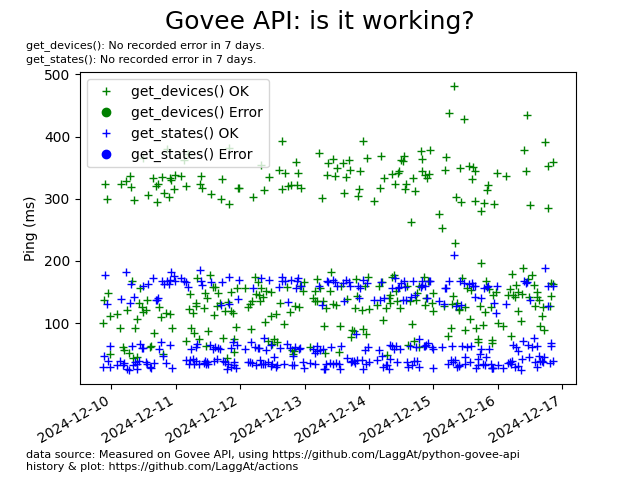 Govee API: is it working?
get_devices(): No recorded error in 7 days.
get_states(): No recorded error in 7 days.
get_devices() OK
get_devices() Error
get_states() OK
get_states() Error
Ping (ms)
500
400
300
200
100
2024-12-10
2024-12-11
2024-12-12
2024-12-13
2024-12-14
2024-12-15
2024-12-16
2024-12-17
data source: Measured on Govee API, using https://github.com/LaggAt/python-govee-api
history & plot: https://github.com/LaggAt/actions